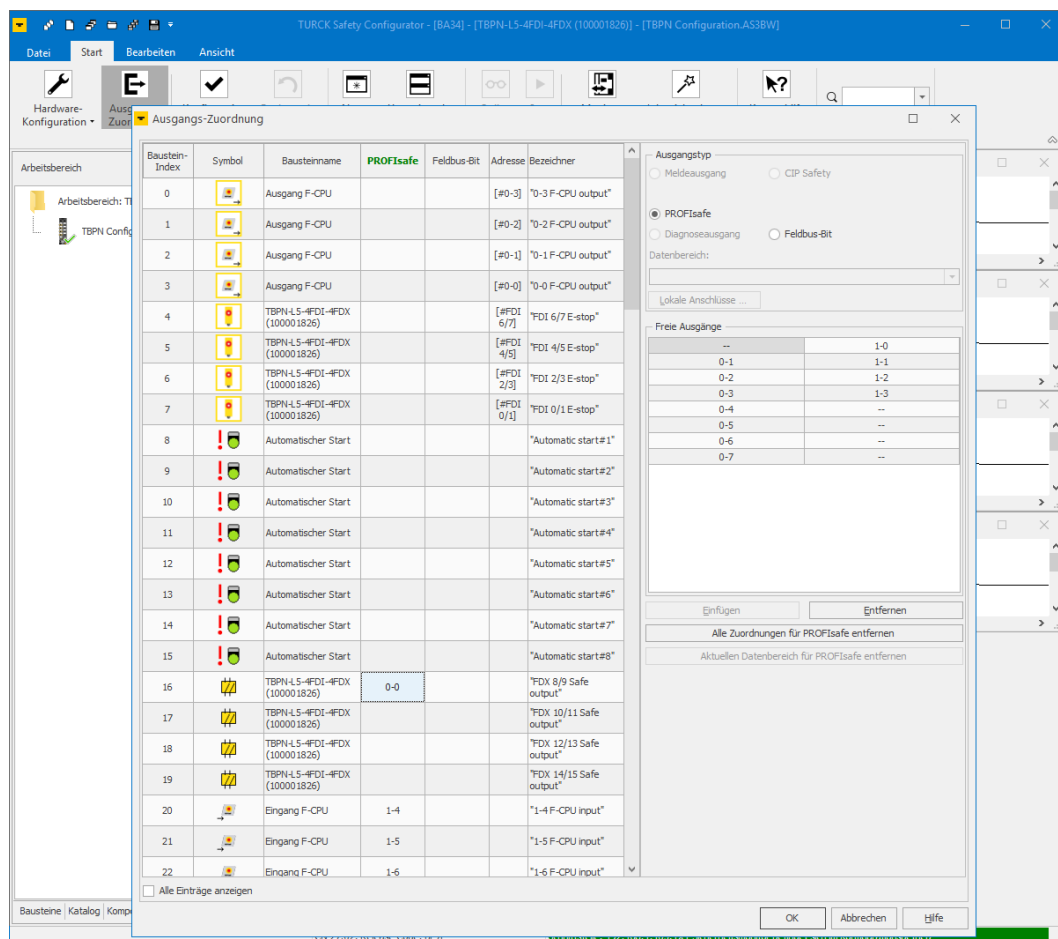 TURCK Safety Configurator - [BA34] - [TBPN-L5-4FDI-4FDX (100001826)] - [TBPN Configuration.AS3BW]
Datei Start Bearbeiten Ansicht
Hardware-
Konfiguration
Arbeitsbereich
Arbeitsbereich:
TBPN
Bausteine Katalog
Ausgangs-Zuordnung
Baustein-Index Symbol Bausteinname PROFIsafe Feldbus-Bit Adresse Bezeichner
0 Ausgang F-CPU [#0-3] "0-3 F-CPU output"
1 Ausgang F-CPU [#0-2] "0-2 F-CPU output"
2 Ausgang F-CPU [#0-1] "0-1 F-CPU output"
3 Ausgang F-CPU [#0-0] "0-0 F-CPU output"
4 TBPN-L5-4FDI-4FDX (100001826) [#FDI 6/7] "FDI 6/7 E-stop"
5 TBPN-L5-4FDI-4FDX (100001826) [#FDI 4/5] "FDI 4/5 E-stop"
6 TBPN-L5-4FDI-4FDX (100001826) [#FDI 2/3] "FDI 2/3 E-stop"
7 TBPN-L5-4FDI-4FDX (100001826) [#FDI 0/1] "FDI 0/1 E-stop"
8 Automatischer Start "Automatic start#1"
9 Automatischer Start "Automatic start#2"
10 Automatischer Start "Automatic start#3"
11 Automatischer Start "Automatic start#4"
12 Automatischer Start "Automatic start#5"
13 Automatischer Start "Automatic start#6"
14 Automatischer Start "Automatic start#7"
15 Automatischer Start "Automatic start#8"
16 TBPN-L5-4FDI-4FDX (100001826) 0-0 "FDX 8/9 Safe output"
17 TBPN-L5-4FDI-4FDX (100001826) "FDX 10/11 Safe output"
18 TBPN-L5-4FDI-4FDX (100001826) "FDX 12/13 Safe output"
19 TBPN-L5-4FDI-4FDX (100001826) "FDX 14/15 Safe output"
20 Eingang F-CPU 1-4 "1-4 F-CPU input"
21 Eingang F-CPU 1-5 "1-5 F-CPU input"
22 Eingang F-CPU 1-6 "1-6 F-CPU input"
Alle Einträge anzeigen
Ausgangstyp
Meldeausgang CIP Safety
PROFIsafe
Diagnoseausgang Feldbus-Bit
Datenbereich:
Lokale Anschlüsse ...
Freie Ausgänge
-- 1-0
0-1 1-1
0-2 1-2
0-3 1-3
0-4 --
0-5 --
0-6 --
0-7 --
Einfügen Entfernen
Alle Zuordnungen für PROFIsafe entfernen
Aktuellen Datenbereich für PROFIsafe entfernen
OK Abbrechen Hilfe